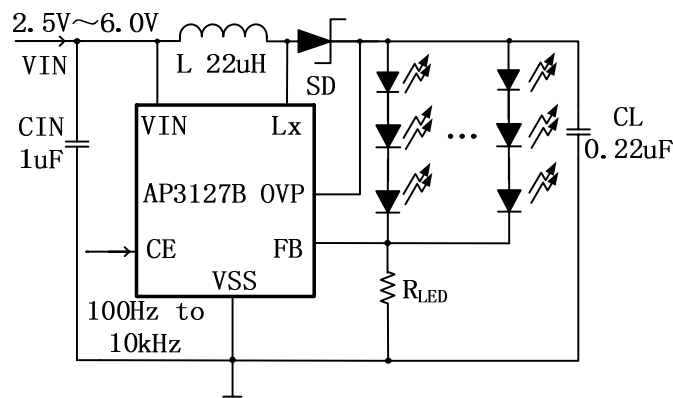 2.5V～6.0V
VIN
L 22uH
SD
CIN
1uF
VIN
Lx
CL
0.22uF
...
AP3127B
OVP
CE
FB
VSS
RLED
100Hz to
10kHz